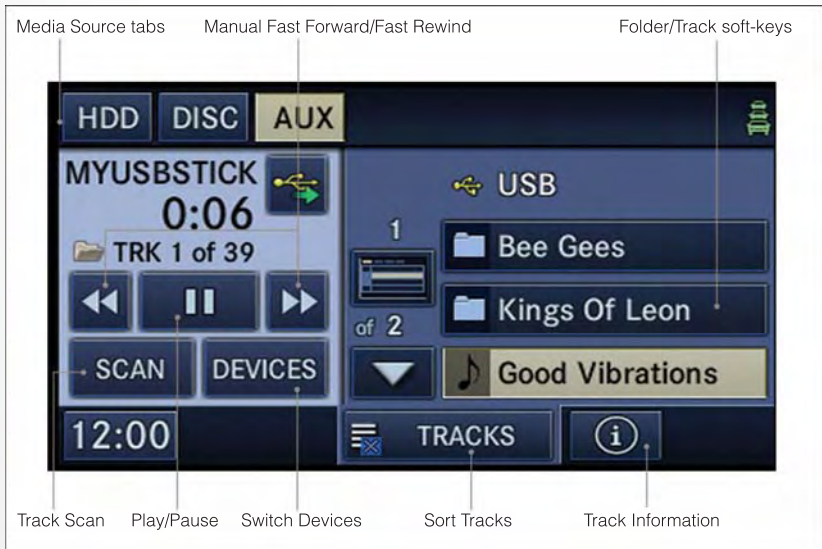 Media Source tabs
Manual Fast Forward/Fast Rewind
Folder/Track soft-keys
HDD
DISC
AUX
MYUSBSTICK
0:06
TRK 1 of 39
SCAN
DEVICES
12:00
USB
1
of 2
Bee Gees
Kings Of Leon
Good Vibrations
TRACKS
i
Track Scan
Play/Pause
Switch Devices
Sort Tracks
Track Information